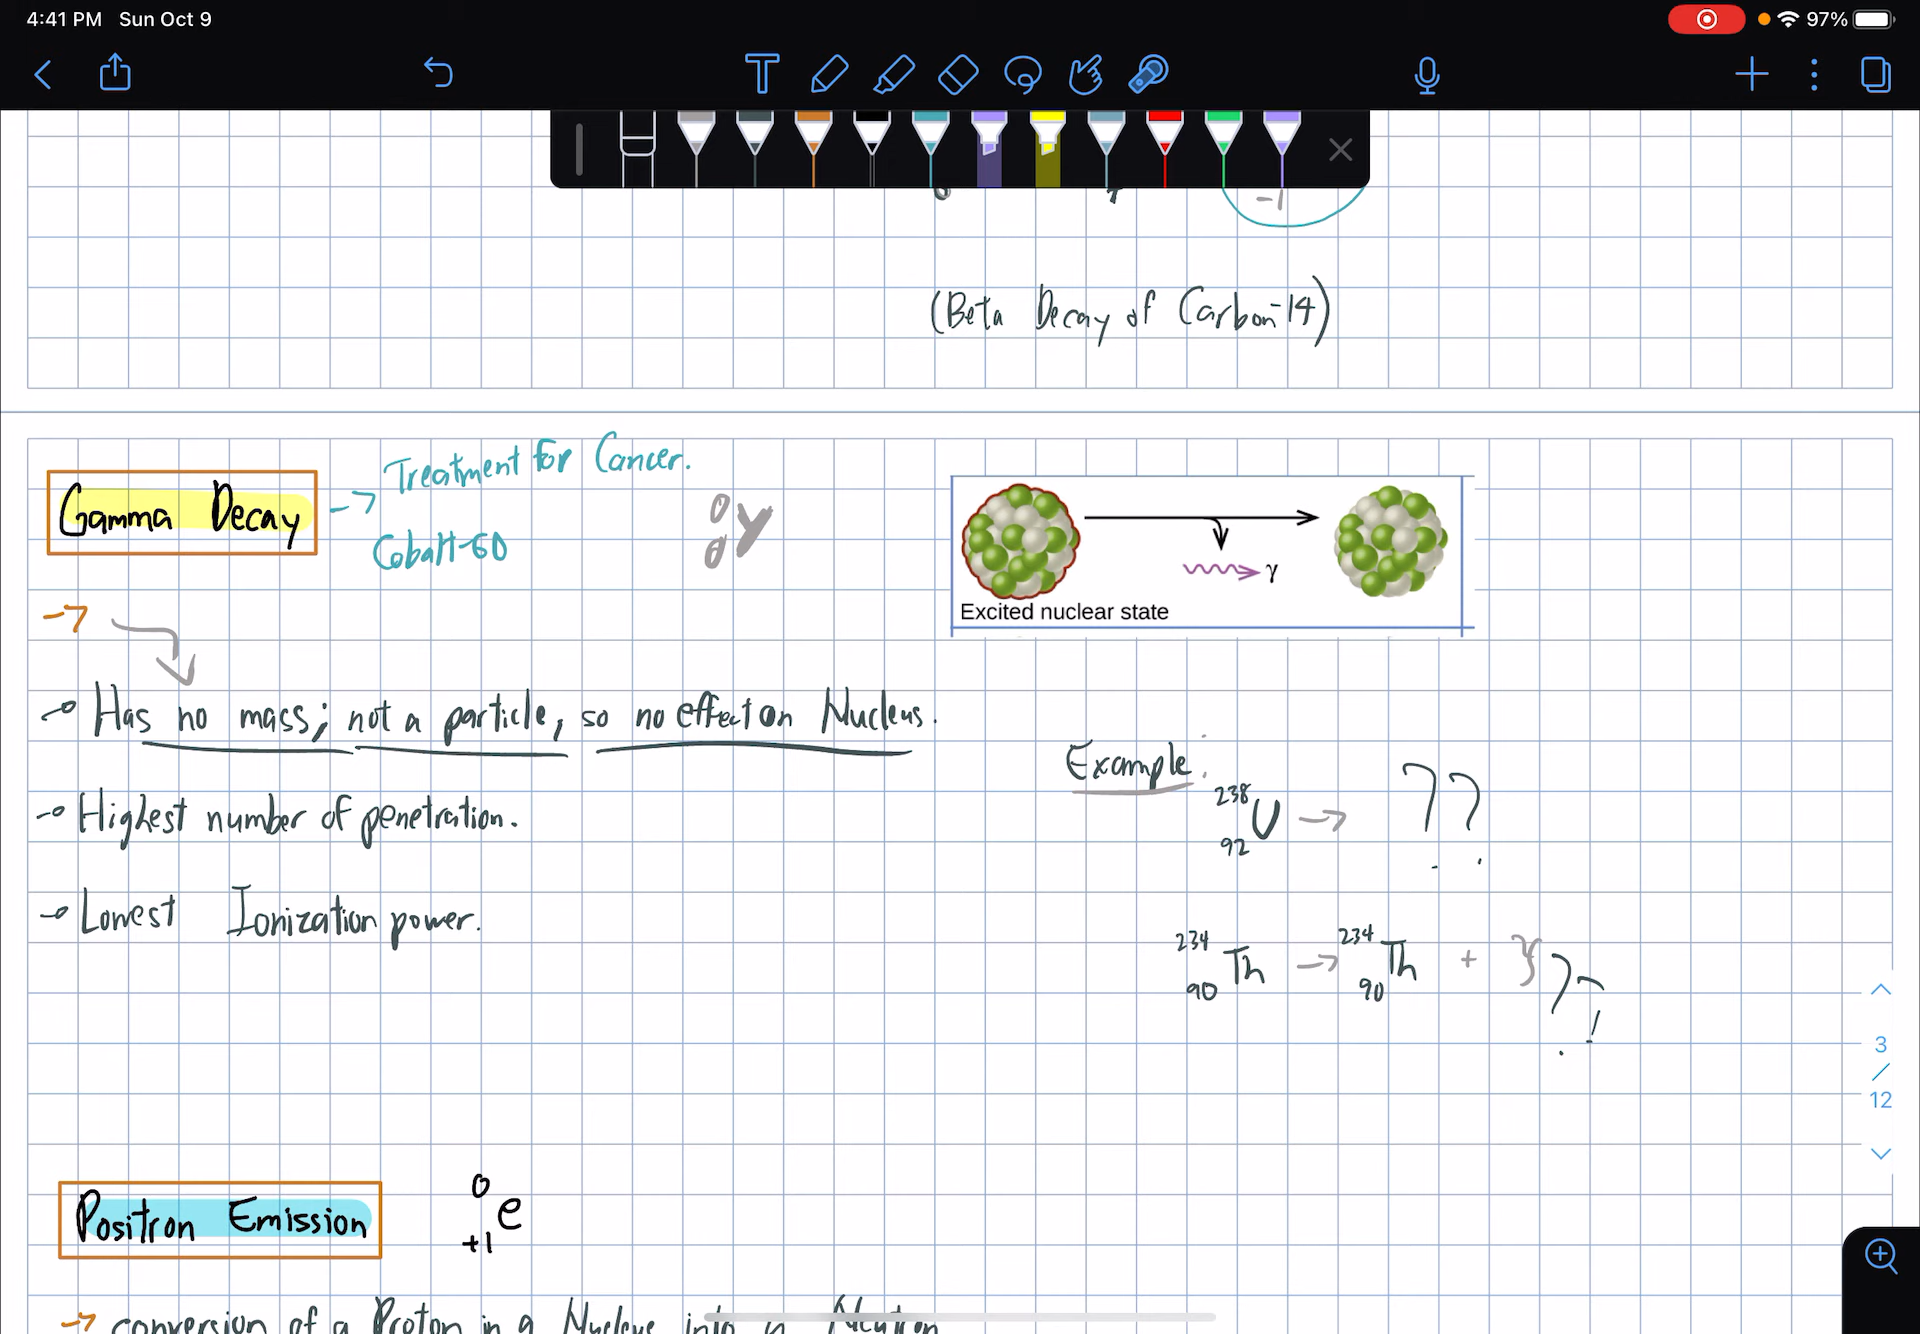 4:41 PM Sun Oct 9
97%
-1
(Beta Decay of Carbon-14)
Gamma Decay
→ Treatment for Cancer.
Cobalt-60
0
0 γ
γ
Excited nuclear state
→
Has no mass; not a particle, so no effect on Nucleus.
Highest number of penetration.
Lowest Ionization power.
Example:
238
92 U → ??
234
90 Th → 234
90 Th + γ ??
Positron Emission
0
+1 e
→ conversion of a Proton in a Nucleus into a Neutron
3
/
12